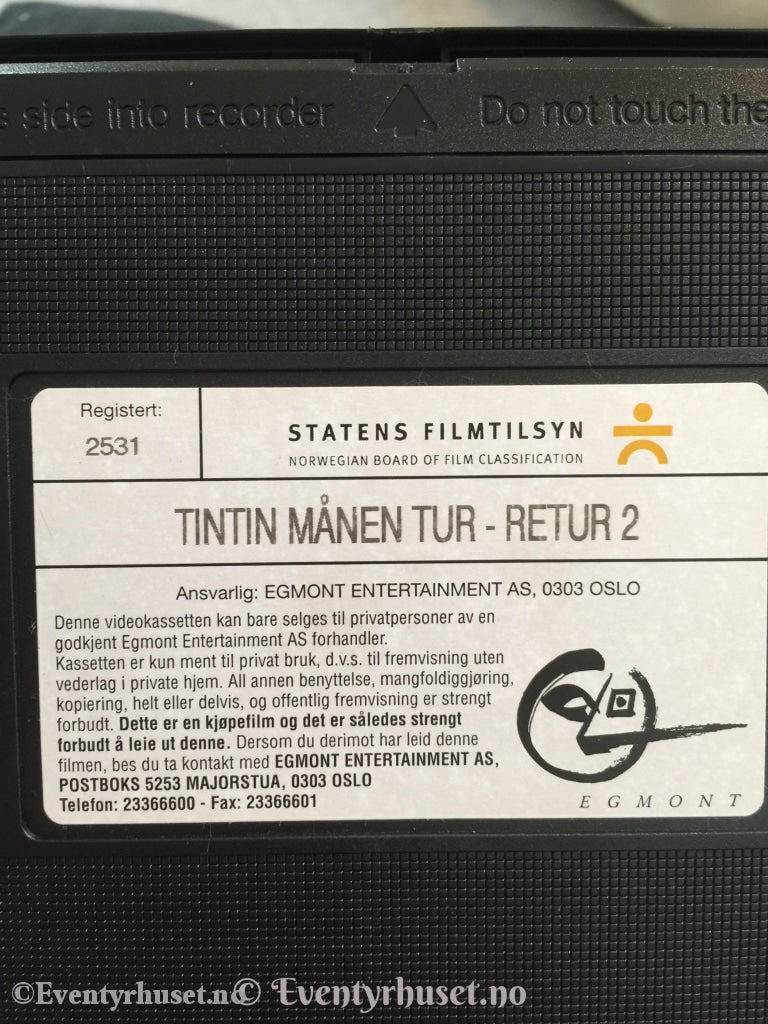 side into recorder Do not touch the
Registert:
2531
STATENS FILMTILSYN
NORWEGIAN BOARD OF FILM CLASSIFICATION
TINTIN MÅNEN TUR - RETUR 2
Ansvarlig: EGMONT ENTERTAINMENT AS, 0303 OSLO
Denne videokassetten kan bare selges til privatpersoner av en
godkjent Egmont Entertainment AS forhandler.
Kassetten er kun ment til privat bruk, d.v.s. til fremvisning uten
vederlag i private hjem. All annen benyttelse, mangfoldiggjøring,
kopiering, helt eller delvis, og offentlig fremvisning er strengt
forbudt. Dette er en kjøpefilm og det er således strengt
forbudt å leie ut denne. Dersom du derimot har leid denne
filmen, bes du ta kontakt med EGMONT ENTERTAINMENT AS,
POSTBOKS 5253 MAJORSTUA, 0303 OSLO
Telefon: 23366600 - Fax: 23366601
EGMONT
©Eventyrhuset.n © Eventyrhuset.no